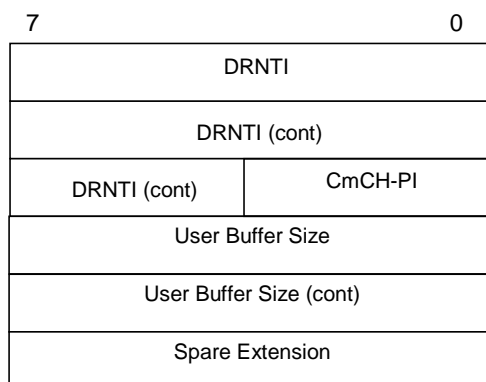 7 0
DRNTI
DRNTI (cont)
DRNTI (cont) CmCH-PI
User Buffer Size
User Buffer Size (cont)
Spare Extension